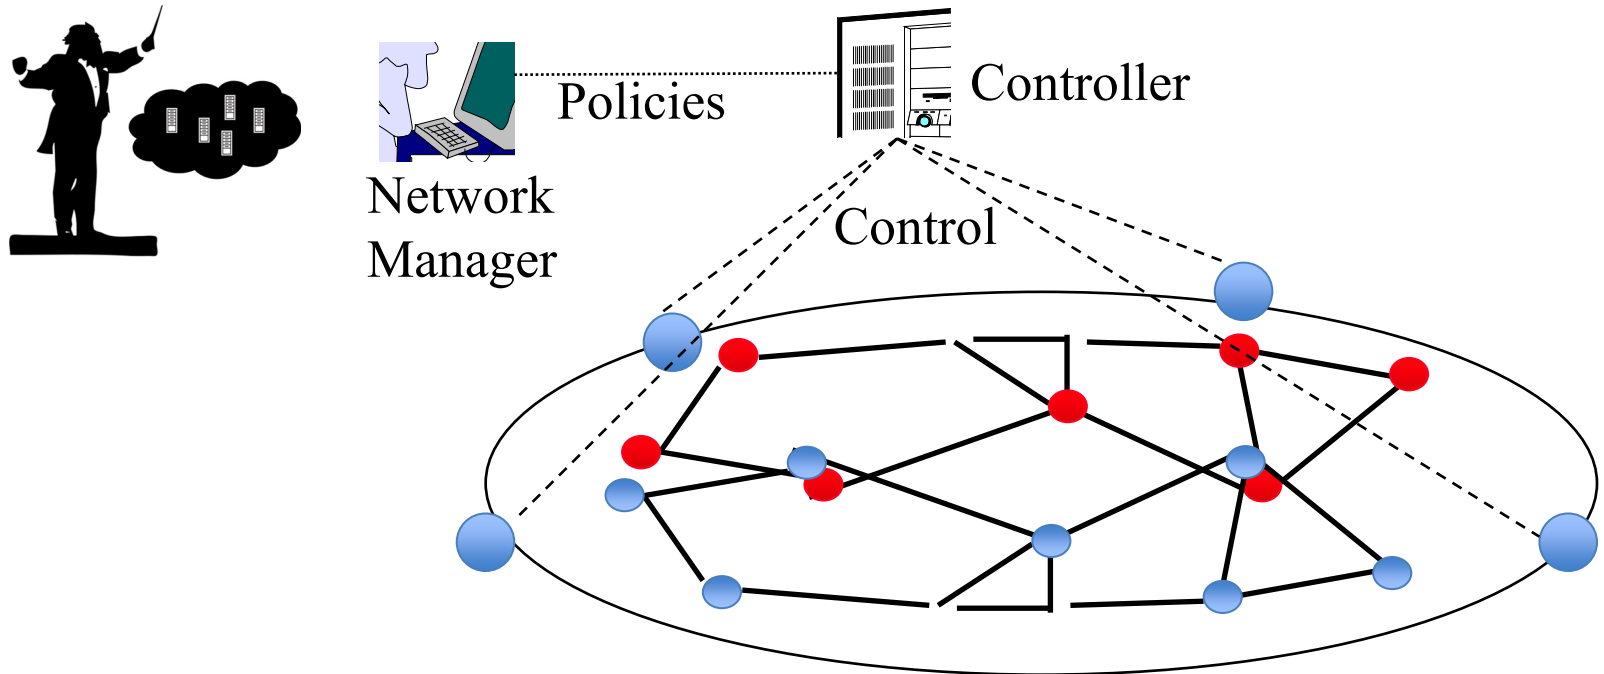 Policies
Controller
Network
Manager
Control